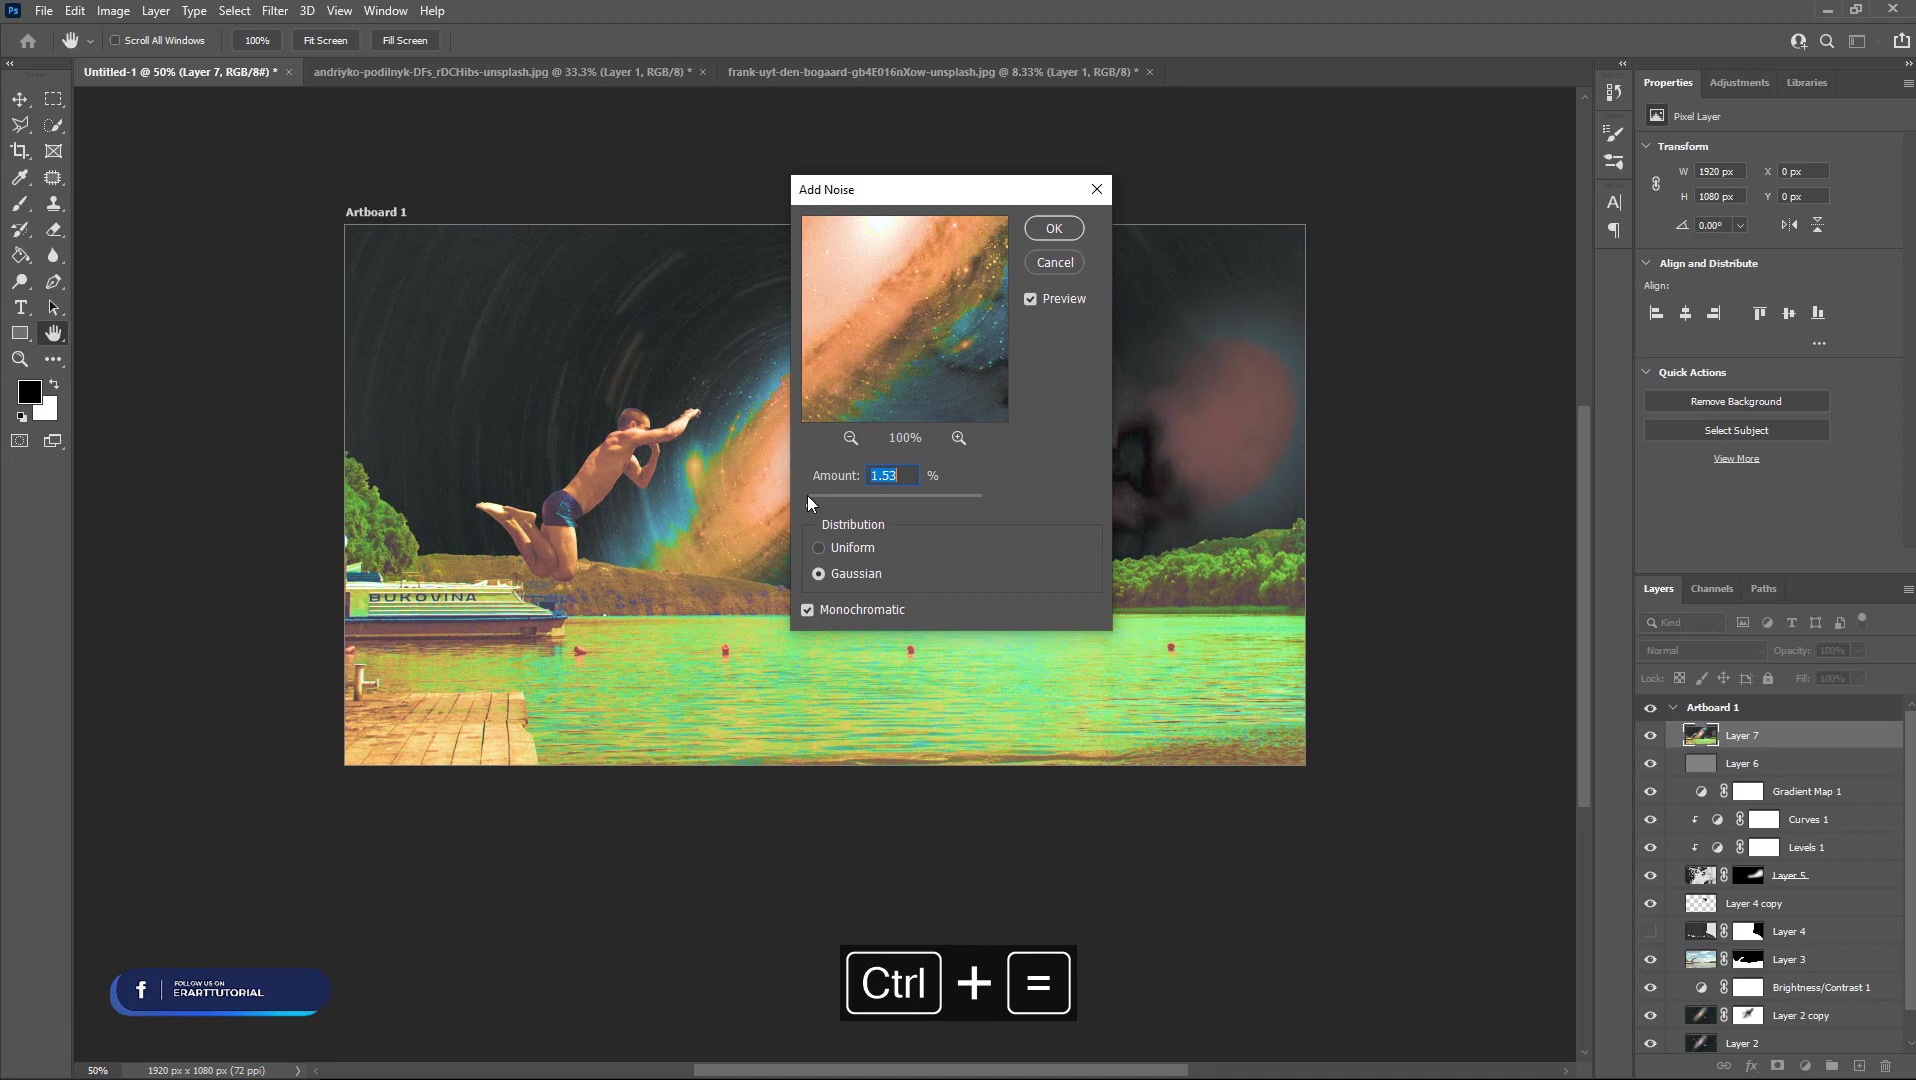 Ps File Edit Image Layer Type Select Filter 3D View Window Help
Scroll All Windows 100% Fit Screen Fill Screen
Untitled-1 @ 50% (Layer 7, RGB/8#) * × andriyko-podilnyk-DFs_rDCHibs-unsplash.jpg @ 33.3% (Layer 1, RGB/8) * × frank-uyt-den-bogaard-gb4E016nXow-unsplash.jpg @ 8.33% (Layer 1, RGB/8) * ×
Properties Adjustments Libraries
Pixel Layer
Transform
W 1920 px X 0 px
H 1080 px Y 0 px
0.00°
Align and Distribute
Align:
Quick Actions
Remove Background
Select Subject
View More
Artboard 1
Add Noise
OK
Cancel
Preview
100%
Amount: 1.53 %
Distribution
Uniform
Gaussian
Monochromatic
BUKOVINA
Layers Channels Paths
Kind
Normal Opacity: 100%
Lock: Fill: 100%
Artboard 1
Layer 7
Layer 6
Gradient Map 1
Curves 1
Levels 1
Layer 5
Layer 4 copy
Layer 4
Layer 3
Brightness/Contrast 1
Layer 2 copy
Layer 2
f FOLLOW US ON
ERARTTUTORIAL
Ctrl + =
50% 1920 px x 1080 px (72 ppi)